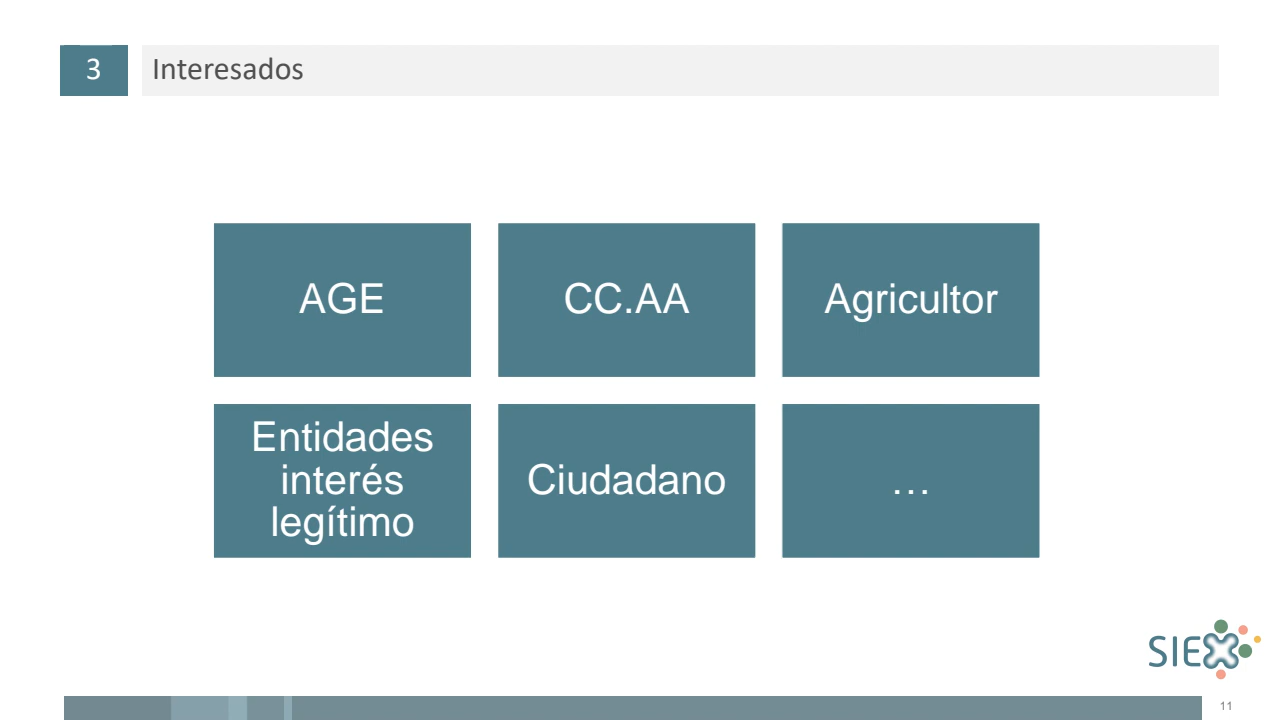 3
Interesados
AGE
CC.AA
Agricultor
Entidades
interés
legítimo
Ciudadano
…
SIEX
11